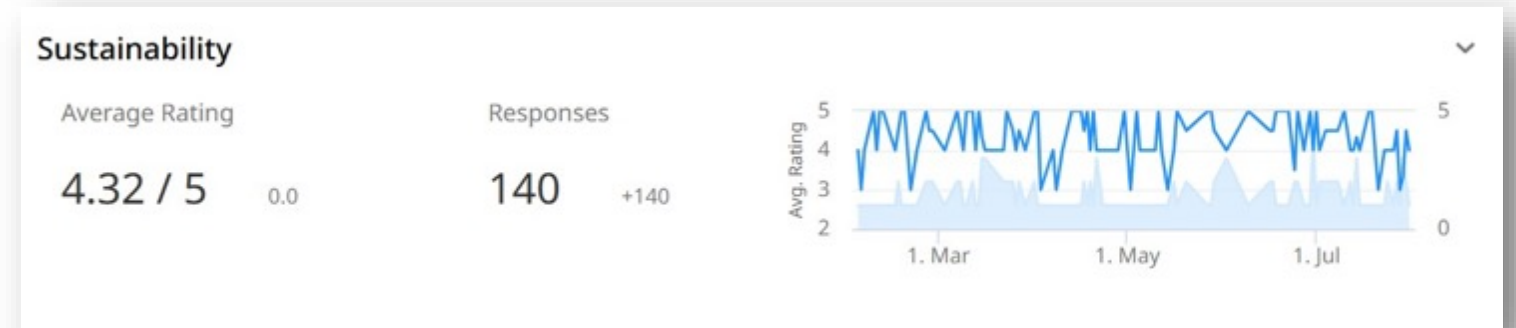 Sustainability
Average Rating
4.32 / 5 0.0
Responses
140 +140
Avg. Rating
5
4
3
2
5
0
1. Mar 1. May 1. Jul